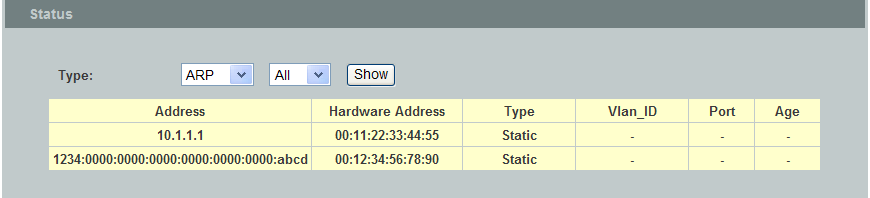 Status
Type: ARP All Show
Address Hardware Address Type Vlan_ID Port Age
10.1.1.1 00:11:22:33:44:55 Static - - -
1234:0000:0000:0000:0000:0000:0000:abcd 00:12:34:56:78:90 Static - - -